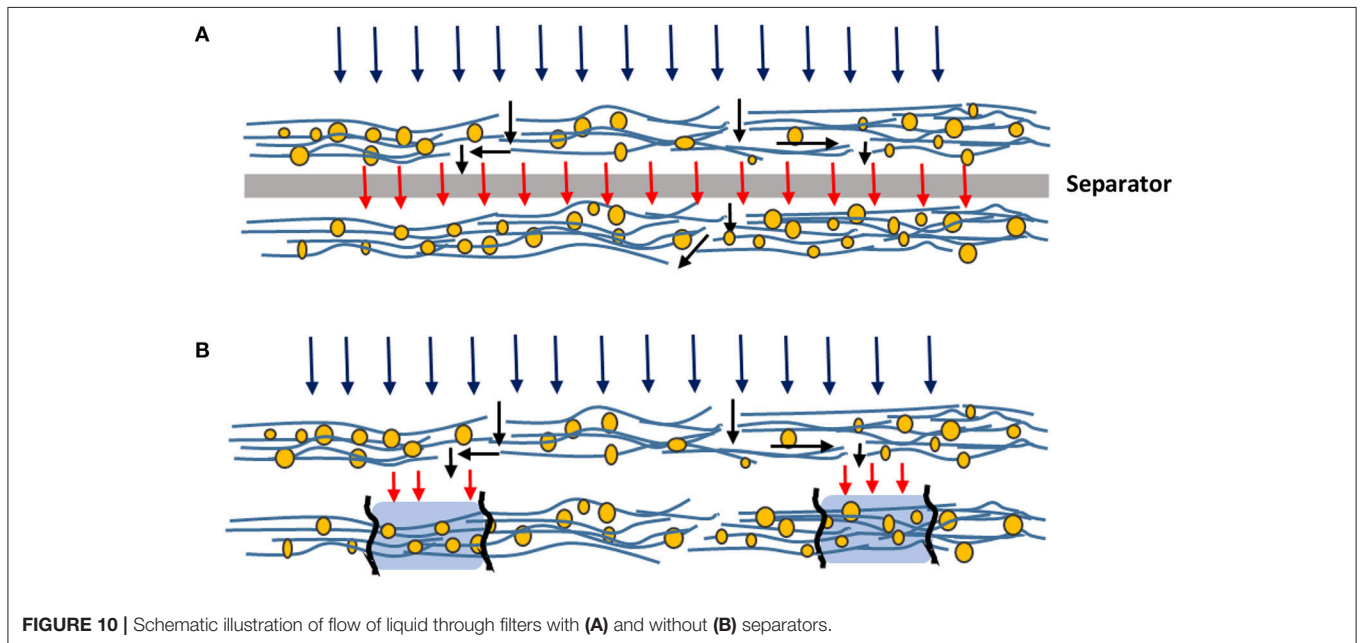 A
Separator
B
FIGURE 10 | Schematic illustration of flow of liquid through filters with (A) and without (B) separators.